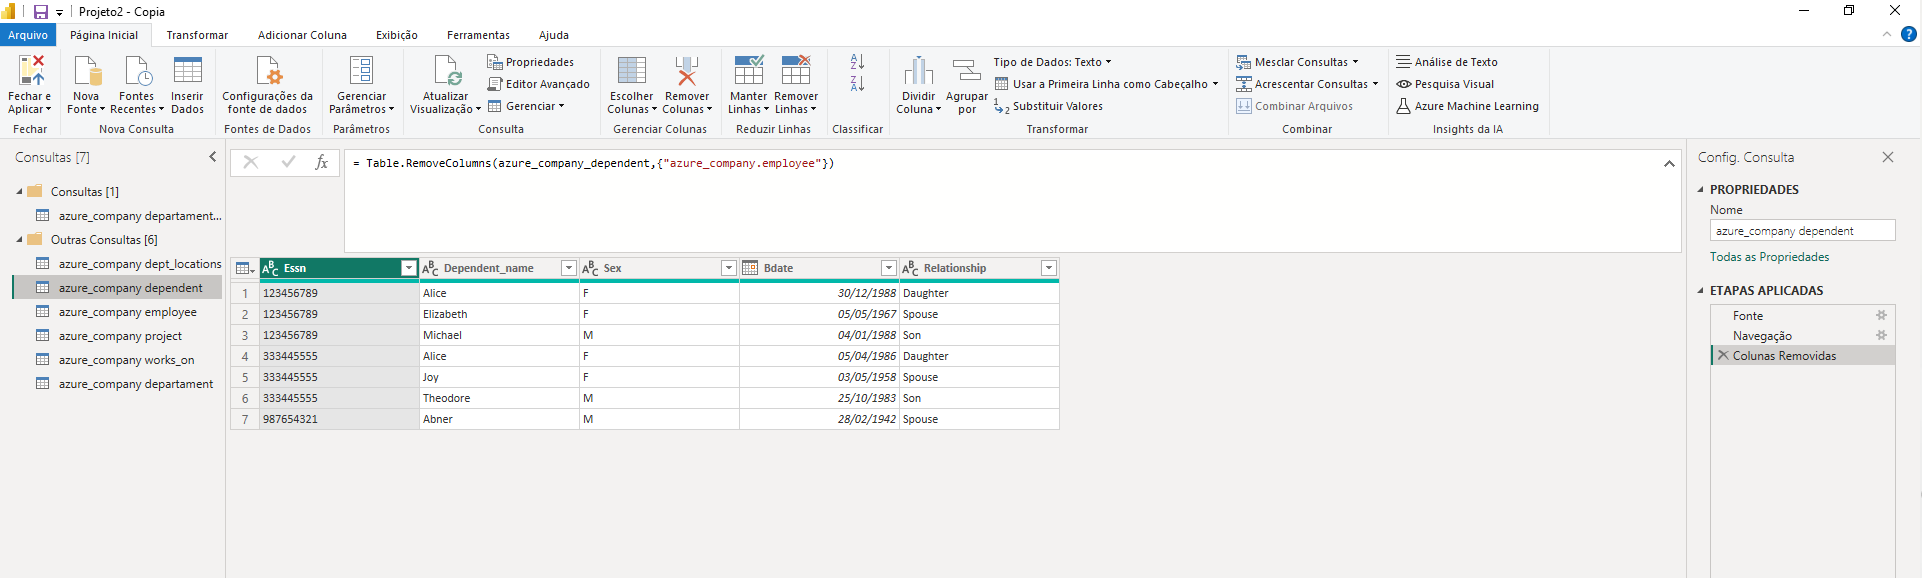 Projeto2 - Copia
Arquivo
Página Inicial
Transformar
Adicionar Coluna
Exibição
Ferramentas
Ajuda
?
Fechar e
Aplicar
Fechar
Nova
Fonte
Fontes
Recentes
Inserir
Dados
Nova Consulta
Configurações da
fonte de dados
Fontes de Dados
Gerenciar
Parâmetros
Parâmetros
Atualizar
Visualização
Propriedades
Editor Avançado
Gerenciar
Consulta
Escolher
Colunas
Remover
Colunas
Gerenciar Colunas
Manter
Linhas
Remover
Linhas
Reduzir Linhas
A
Z
Z
A
Classificar
Dividir
Coluna
Agrupar
por
Tipo de Dados: Texto
Usar a Primeira Linha como Cabeçalho
1
2 Substituir Valores
Transformar
Mesclar Consultas
Acrescentar Consultas
Combinar Arquivos
Combinar
Análise de Texto
Pesquisa Visual
Azure Machine Learning
Insights da IA
Consultas [7]
Consultas [1]
azure_company departament...
Outras Consultas [6]
azure_company dept_locations
azure_company dependent
azure_company employee
azure_company project
azure_company works_on
azure_company departament
fx
= Table.RemoveColumns(azure_company_dependent,{"azure_company.employee"})
ABC Essn ABC Dependent_name ABC Sex Bdate ABC Relationship
1 123456789 Alice F 30/12/1988 Daughter
2 123456789 Elizabeth F 05/05/1967 Spouse
3 123456789 Michael M 04/01/1988 Son
4 333445555 Alice F 05/04/1986 Daughter
5 333445555 Joy F 03/05/1958 Spouse
6 333445555 Theodore M 25/10/1983 Son
7 987654321 Abner M 28/02/1942 Spouse
Config. Consulta
PROPRIEDADES
Nome
azure_company dependent
Todas as Propriedades
ETAPAS APLICADAS
Fonte
Navegação
Colunas Removidas